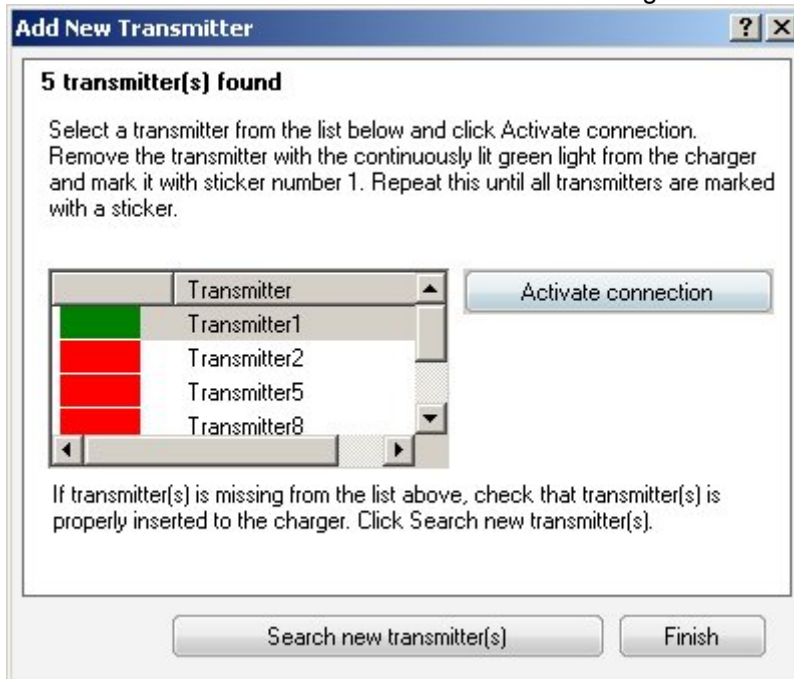 Add New Transmitter
5 transmitter(s) found
Select a transmitter from the list below and click Activate connection.
Remove the transmitter with the continuously lit green light from the charger
and mark it with sticker number 1. Repeat this until all transmitters are marked
with a sticker.
Transmitter
Activate connection
Transmitter1
Transmitter2
Transmitter5
Transmitter8
If transmitter(s) is missing from the list above, check that transmitter(s) is
properly inserted to the charger. Click Search new transmitter(s).
Search new transmitter(s)
Finish